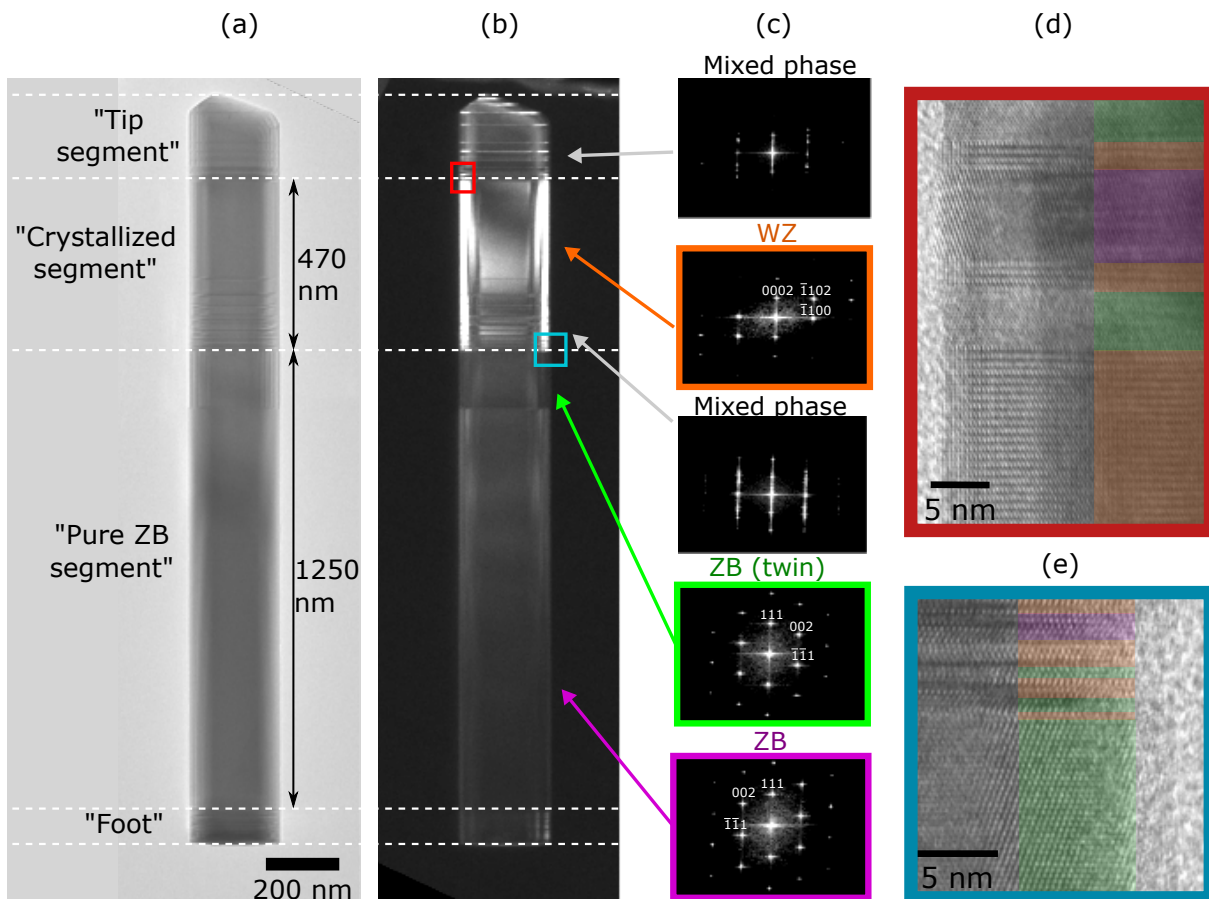 (a)
(b)
(c)
(d)
"Tip
segment"
"Crystallized
segment"
470
nm
"Pure ZB
segment"
1250
nm
"Foot"
200 nm
Mixed phase
WZ
0002
1̅102
1̅100
Mixed phase
ZB (twin)
111
002
1̅1̅1
ZB
111
002
1̅1̅1
5 nm
(e)
5 nm